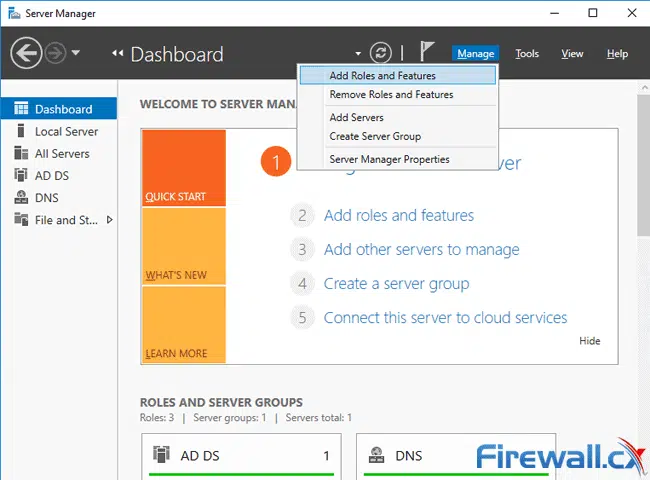 Server Manager
Dashboard
Manage Tools View Help
Add Roles and Features
Remove Roles and Features
Add Servers
Create Server Group
Server Manager Properties
Dashboard
Local Server
All Servers
AD DS
DNS
File and St...
WELCOME TO SERVER MANA
1
QUICK START
2 Add roles and features
3 Add other servers to manage
WHAT'S NEW
4 Create a server group
5 Connect this server to cloud services
Hide
LEARN MORE
ROLES AND SERVER GROUPS
Roles: 3 | Server groups: 1 | Servers total: 1
AD DS 1
DNS
Firewall.cx